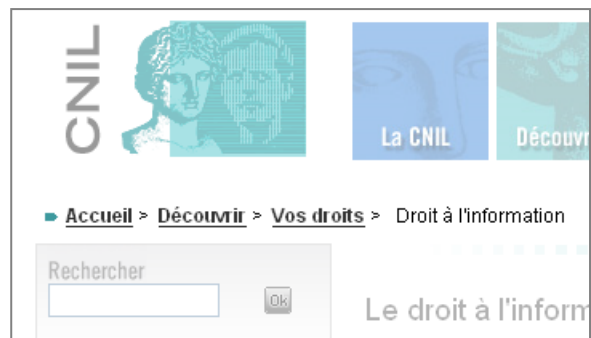 CNIL
La CNIL
Découvr
Accueil > Découvrir > Vos droits > Droit à l'information
Rechercher
Ok
Le droit à l'inform